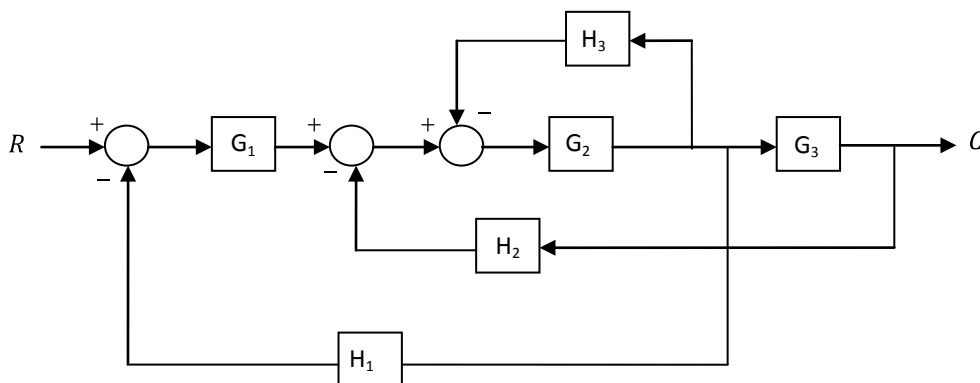 H₃
R + G₁ + + − G₂ G₃ C
− −
H₂
H₁